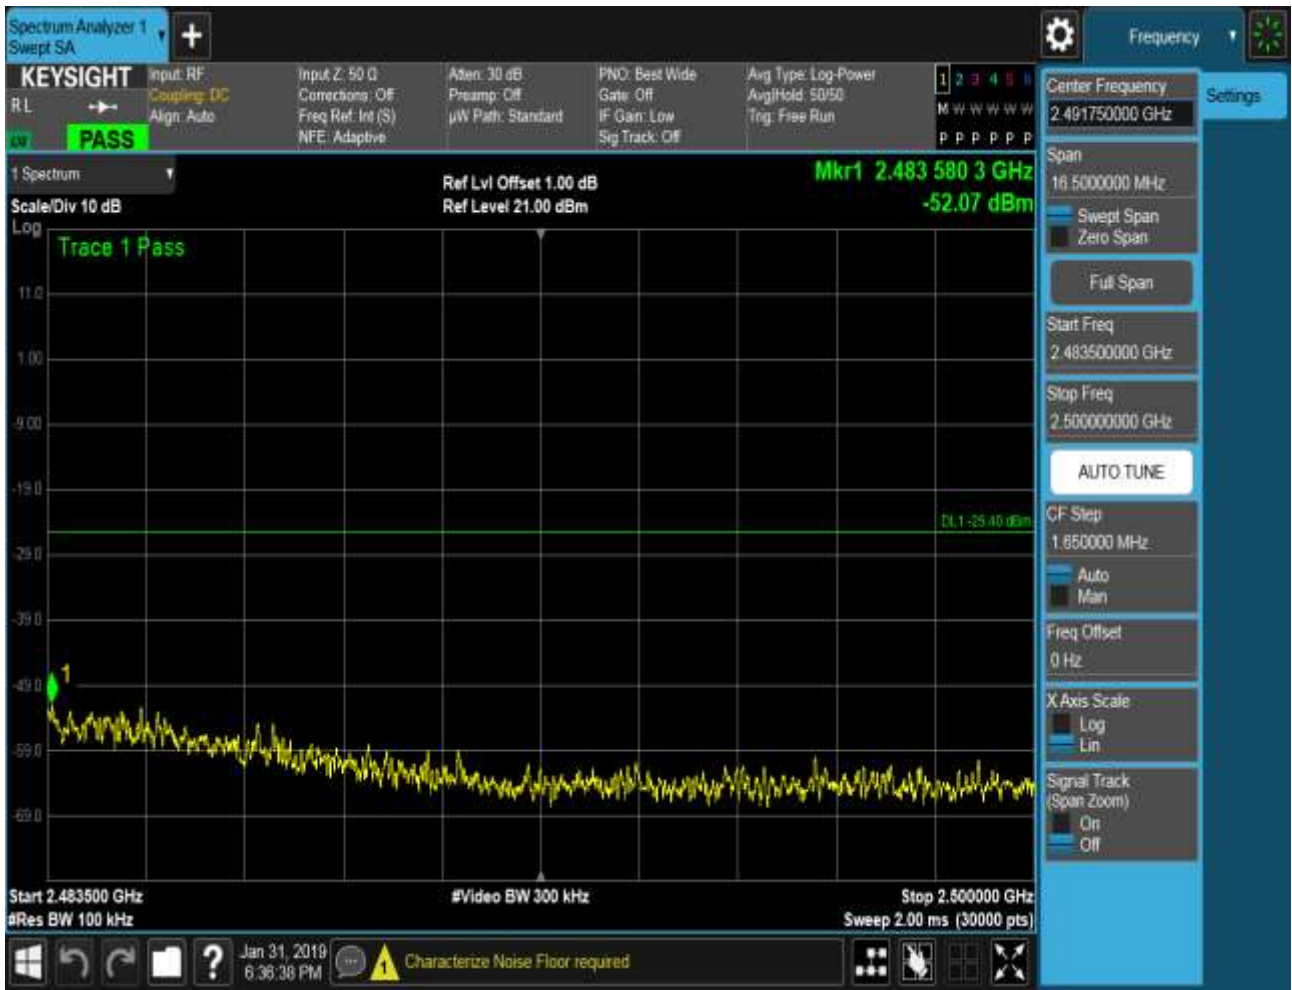 Spectrum Analyzer 1
Swept SA
Frequency
KEYSIGHT
R L
PASS
Input: RF
Coupling: DC
Align: Auto
Input Z: 50 Ω
Corrections: Off
Freq Ref: Int (S)
NFE: Adaptive
Atten: 30 dB
Preamp: Off
µW Path: Standard
PNO: Best Wide
Gate: Off
IF Gain: Low
Sig Track: Off
Avg Type: Log-Power
Avg|Hold: 50/50
Trig: Free Run
1 2 3 4 5 6
M W W W W W
P P P P P P
1 Spectrum
Scale/Div 10 dB
Log
Ref Lvl Offset 1.00 dB
Ref Level 21.00 dBm
Mkr1 2.483 580 3 GHz
-52.07 dBm
Trace 1 Pass
11.0
1.00
-9.00
-19.0
DL1 -25.40 dBm
-29.0
-39.0
-49.0
1
-59.0
-69.0
Start 2.483500 GHz
#Res BW 100 kHz
#Video BW 300 kHz
Stop 2.500000 GHz
Sweep 2.00 ms (30000 pts)
?
Jan 31, 2019
6:36:38 PM
1
Characterize Noise Floor required
Center Frequency
2.491750000 GHz
Settings
Span
16.5000000 MHz
Swept Span
Zero Span
Full Span
Start Freq
2.483500000 GHz
Stop Freq
2.500000000 GHz
AUTO TUNE
CF Step
1.650000 MHz
Auto
Man
Freq Offset
0 Hz
X Axis Scale
Log
Lin
Signal Track
(Span Zoom)
On
Off